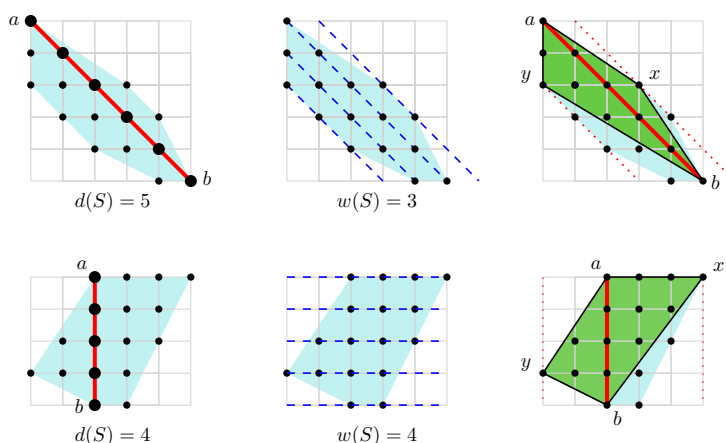 a
b
d(S) = 5
w(S) = 3
a
x
y
b
a
b
d(S) = 4
w(S) = 4
a
x
y
b